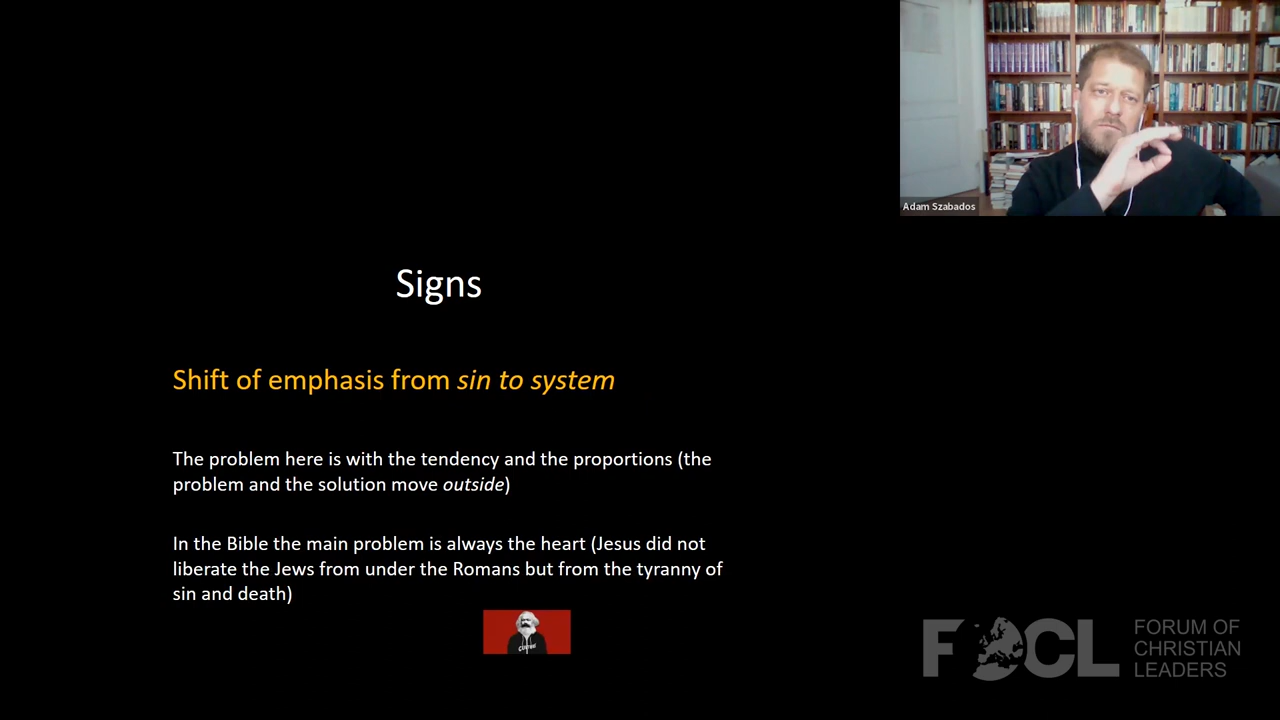 Adam Szabados
Signs
Shift of emphasis from sin to system
The problem here is with the tendency and the proportions (the
problem and the solution move outside)
In the Bible the main problem is always the heart (Jesus did not
liberate the Jews from under the Romans but from the tyranny of
sin and death)
FOCL
FORUM OF
CHRISTIAN
LEADERS